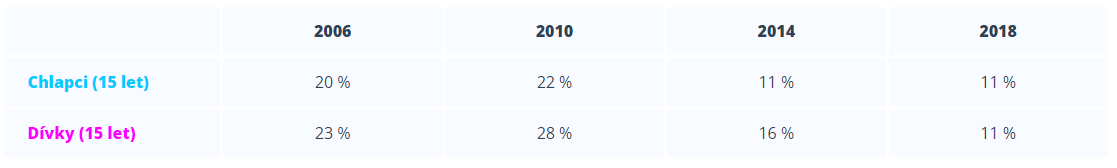 2006 2010 2014 2018
Chlapci (15 let) 20 % 22 % 11 % 11 %
Dívky (15 let) 23 % 28 % 16 % 11 %